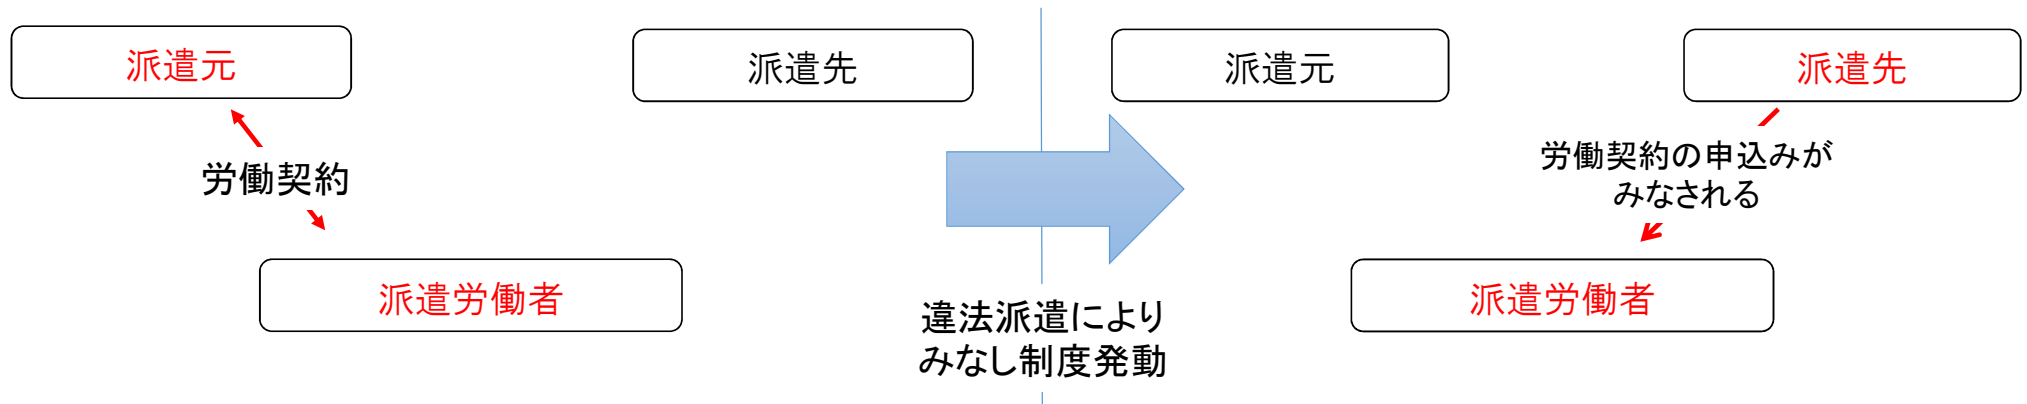 派遣元
派遣先
労働契約
派遣労働者
違法派遣により
みなし制度発動
派遣元
派遣先
労働契約の申込みが
みなされる
派遣労働者